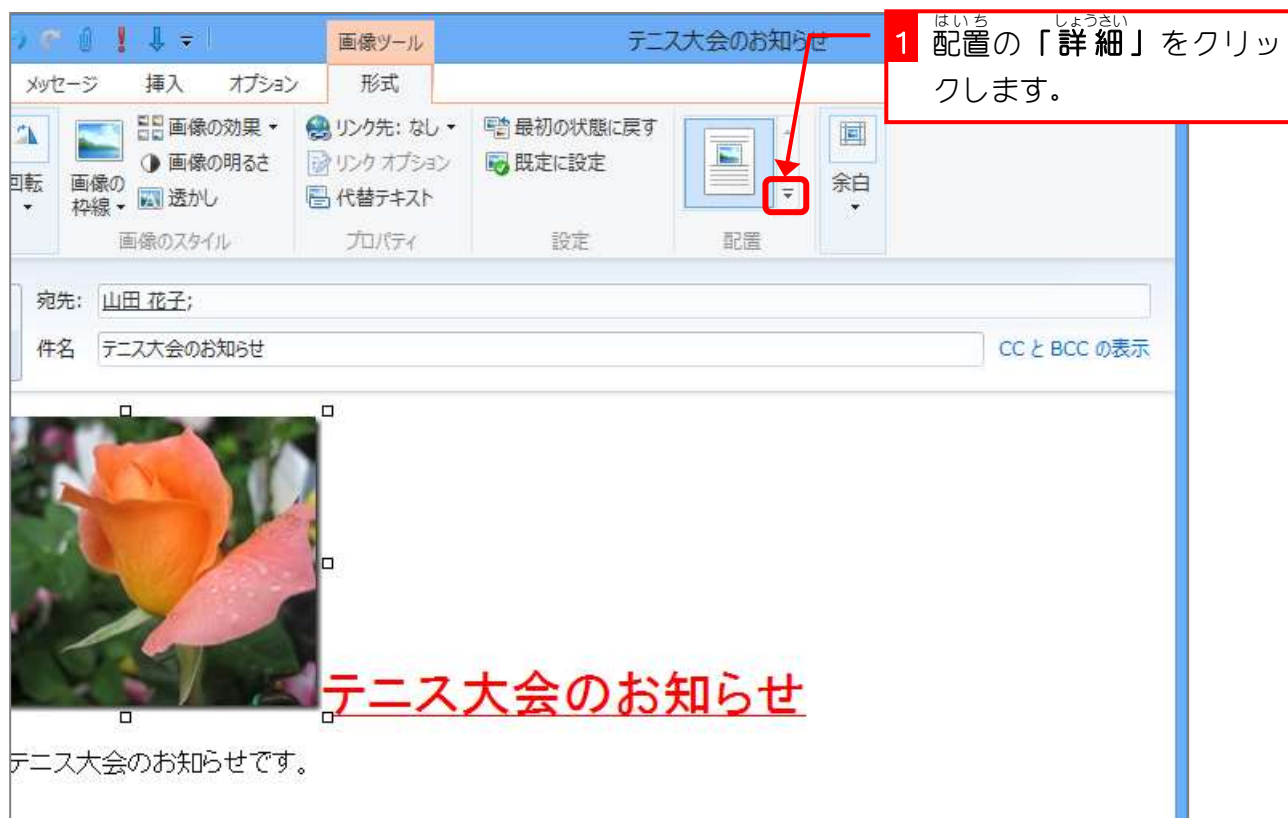 画像ツール
テニス大会のお知らせ
1
はいち しょうさい
配置の「詳細」をクリッ
クします。
メッセージ 挿入 オプション 形式
回転
画像の
枠線
画像の効果
画像の明るさ
透かし
画像のスタイル
リンク先: なし
リンク オプション
代替テキスト
プロパティ
最初の状態に戻す
既定に設定
設定
配置
余白
宛先: 山田 花子;
件名 テニス大会のお知らせ CC と BCC の表示
テニス大会のお知らせ
テニス大会のお知らせです。